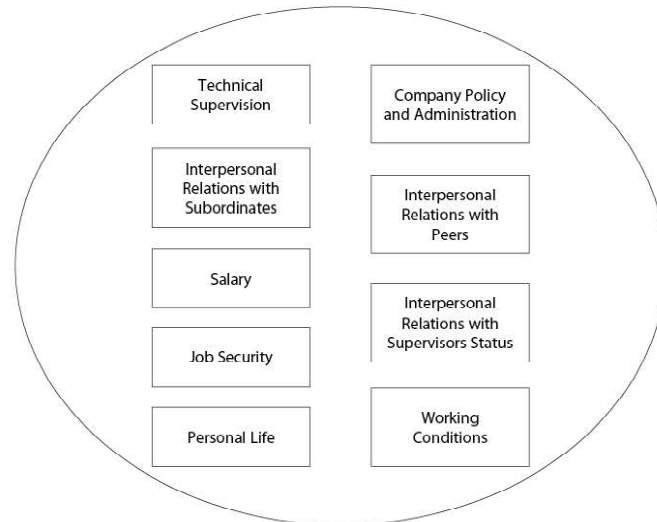 Technical
Supervision
Interpersonal
Relations with
Subordinates
Salary
Job Security
Personal Life
Company Policy
and Administration
Interpersonal
Relations with
Peers
Interpersonal
Relations with
Supervisors Status
Working
Conditions